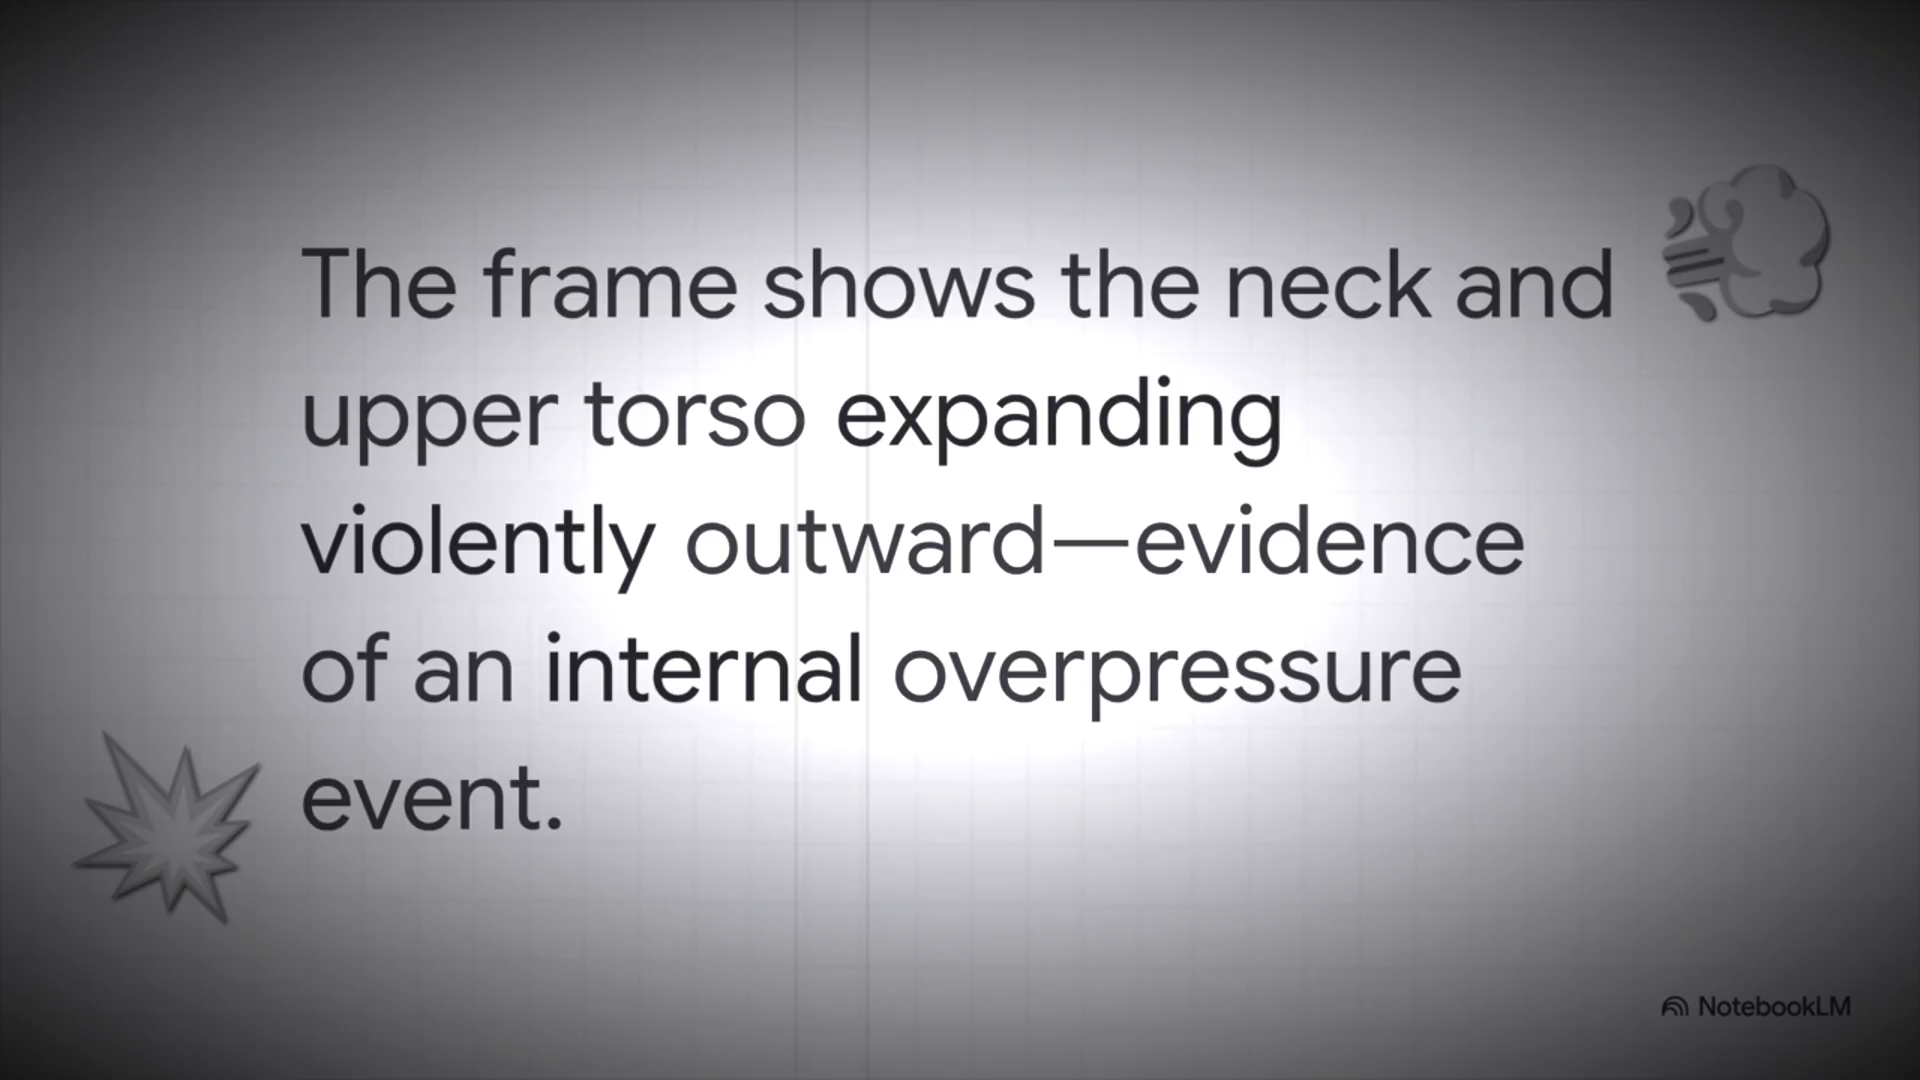 The frame shows the neck and
upper torso expanding
violently outward—evidence
of an internal overpressure
event.
NotebookLM